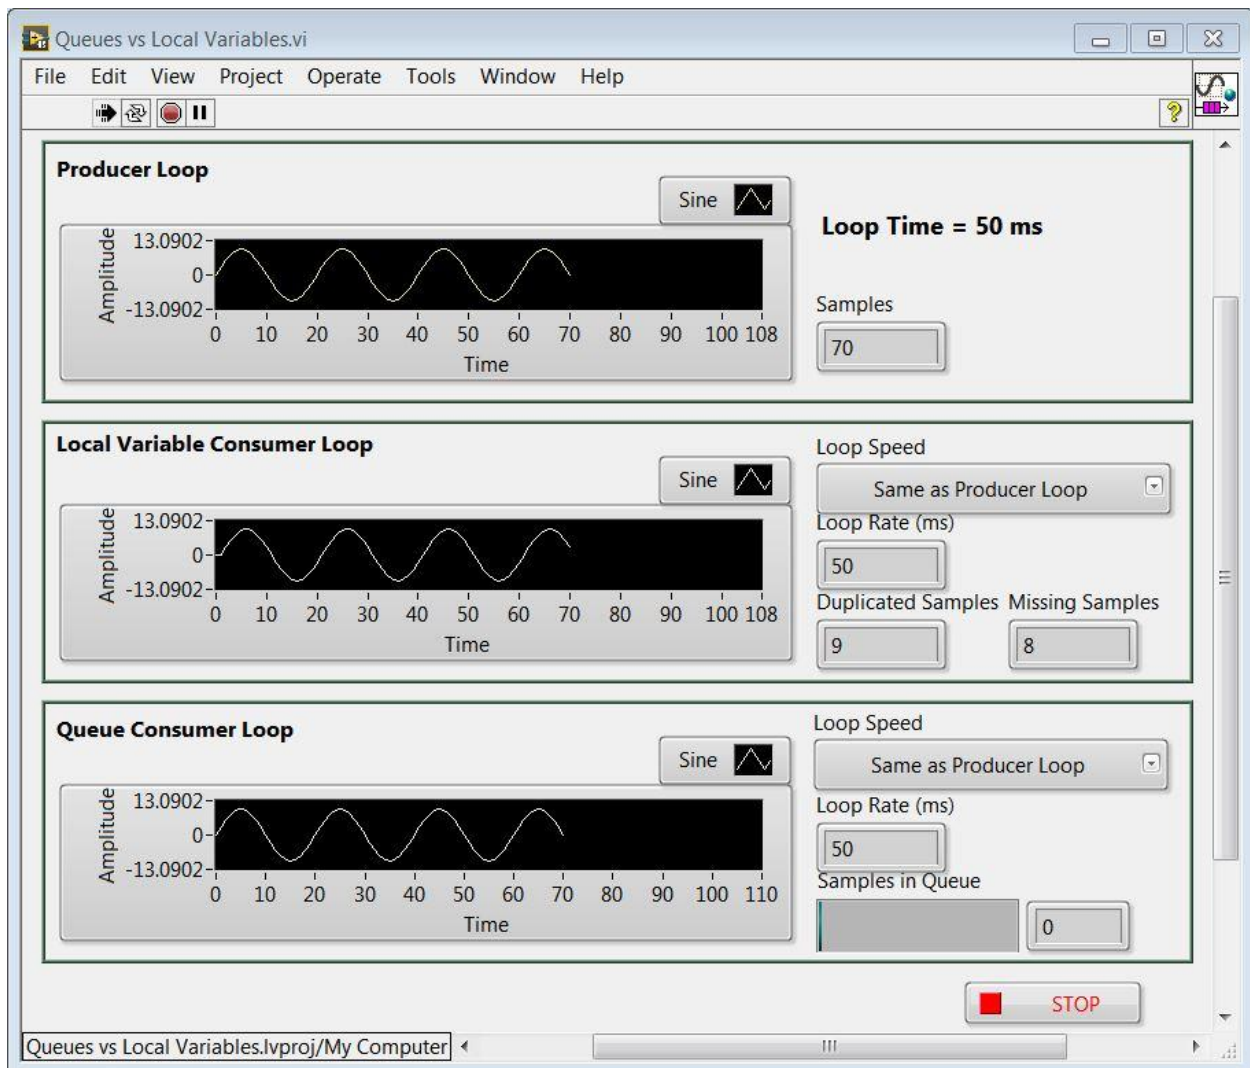 Queues vs Local Variables.vi
File Edit View Project Operate Tools Window Help
Producer Loop
Sine
Loop Time = 50 ms
Amplitude
13.0902
0
-13.0902
0 10 20 30 40 50 60 70 80 90 100 108
Time
Samples
70
Local Variable Consumer Loop
Sine
Amplitude
13.0902
0
-13.0902
0 10 20 30 40 50 60 70 80 90 100 108
Time
Loop Speed
Same as Producer Loop
Loop Rate (ms)
50
Duplicated Samples Missing Samples
9 8
Queue Consumer Loop
Sine
Amplitude
13.0902
0
-13.0902
0 10 20 30 40 50 60 70 80 90 100 110
Time
Loop Speed
Same as Producer Loop
Loop Rate (ms)
50
Samples in Queue
0
STOP
Queues vs Local Variables.lvproj/My Computer